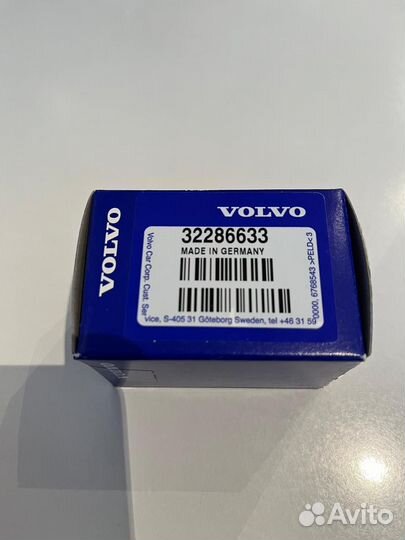 VOLVO
VOLVO
32286633
MADE IN GERMANY
Volvo Car Corp. Cust. Ser
vice, S-405 31 Göteborg Sweden, tel +46 31 59
0000, 6768543 >PELD< 3
Avito